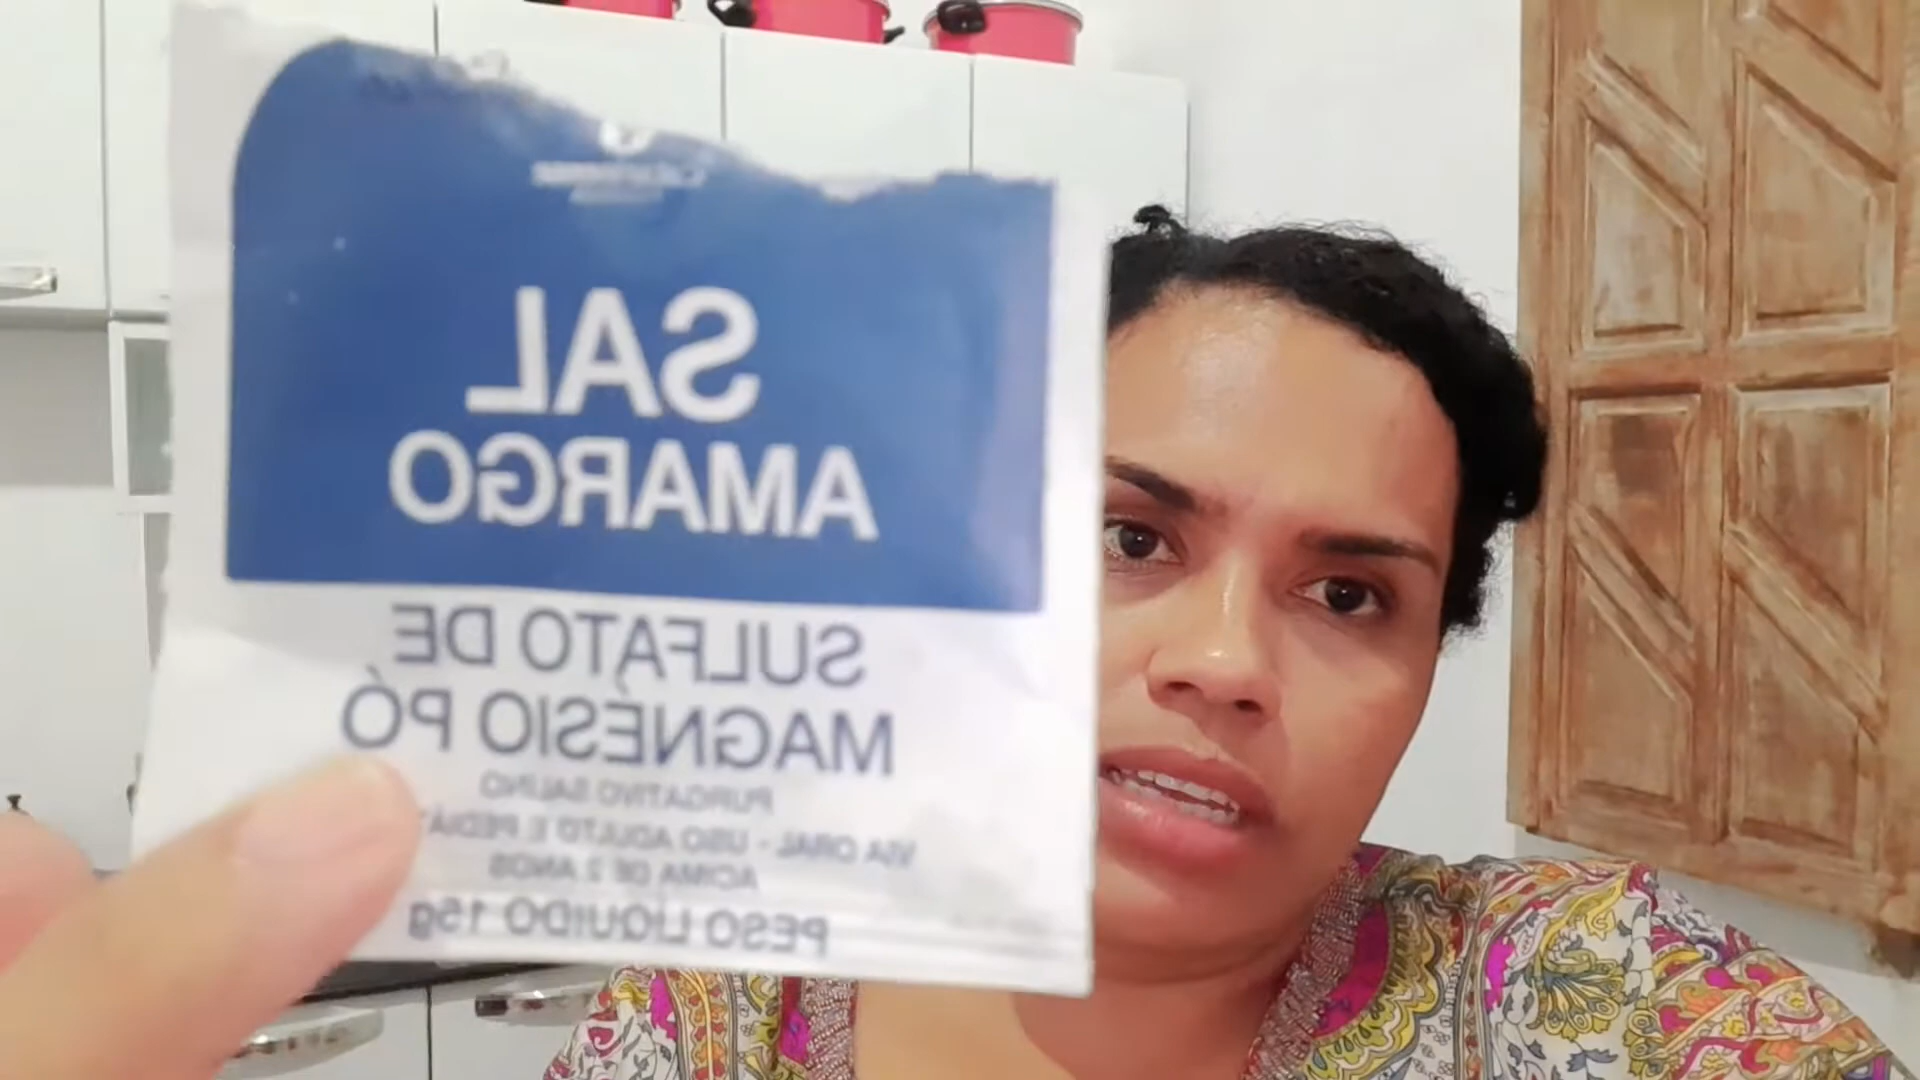 SAL
AMARGO
SULFATO DE
MAGNÉSIO PÓ
PURGATIVO SALINO
VIA ORAL - USO ADULTO E PEDIÁT
ACIMA DE 2 ANOS
PESO LÍQUIDO 15g